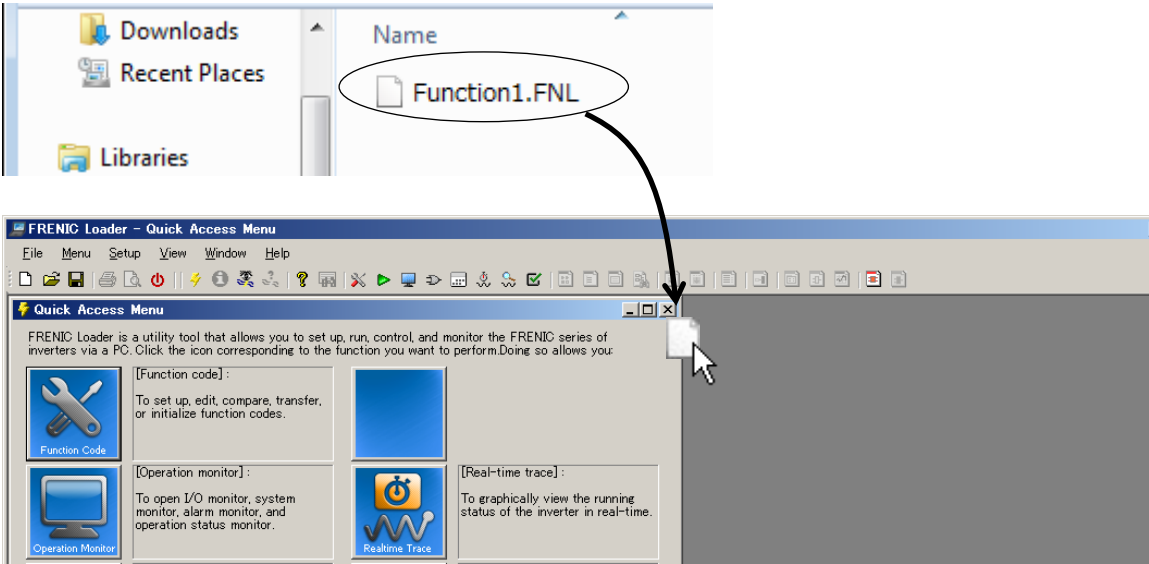 Downloads
Name
Recent Places
Function1.FNL
Libraries
FRENIC Loader - Quick Access Menu
File Menu Setup View Window Help
Quick Access Menu
FRENIC Loader is a utility tool that allows you to set up, run, control, and monitor the FRENIC series of
inverters via a PC. Click the icon corresponding to the function you want to perform.Doing so allows you:
[Function code] :
To set up, edit, compare, transfer,
or initialize function codes.
Function Code
[Operation monitor] :
To open I/O monitor, system
monitor, alarm monitor, and
operation status monitor.
Operation Monitor
[Real-time trace] :
To graphically view the running
status of the inverter in real-time.
Realtime Trace